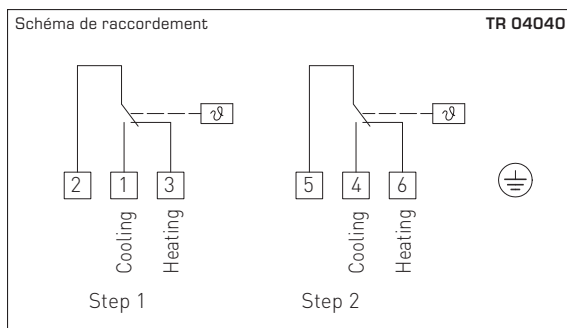 Schéma de raccordement TR 04040
ϑ ϑ
2 1 3 5 4 6
Cooling Heating Cooling Heating
Step 1 Step 2